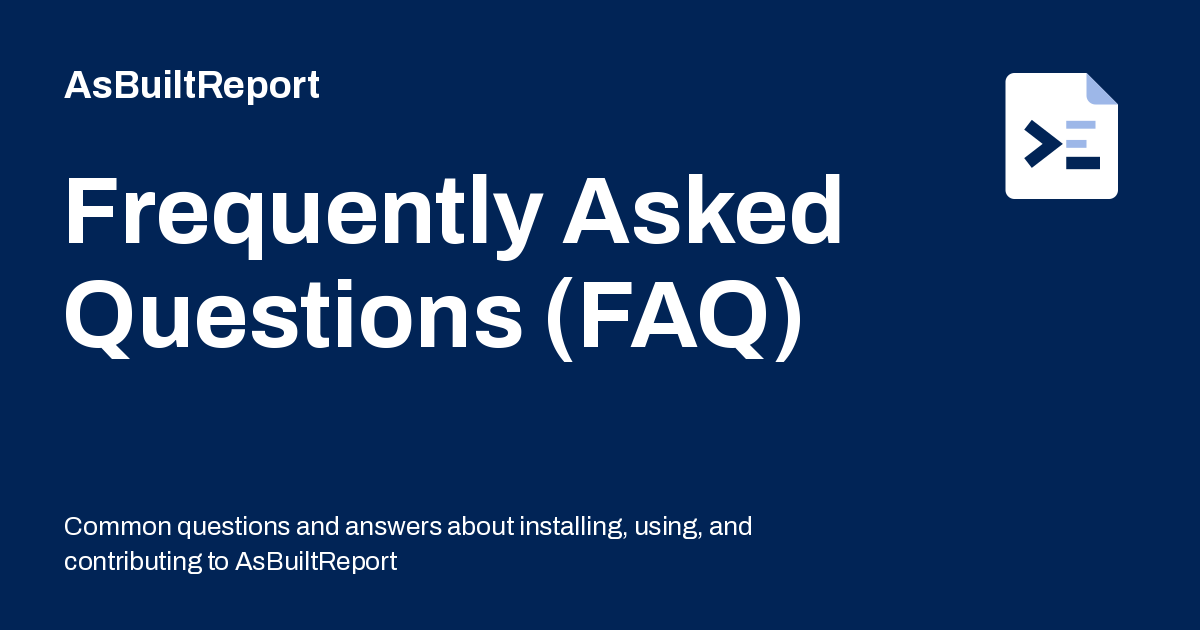 AsBuiltReport
Frequently Asked
Questions (FAQ)
Common questions and answers about installing, using, and
contributing to AsBuiltReport